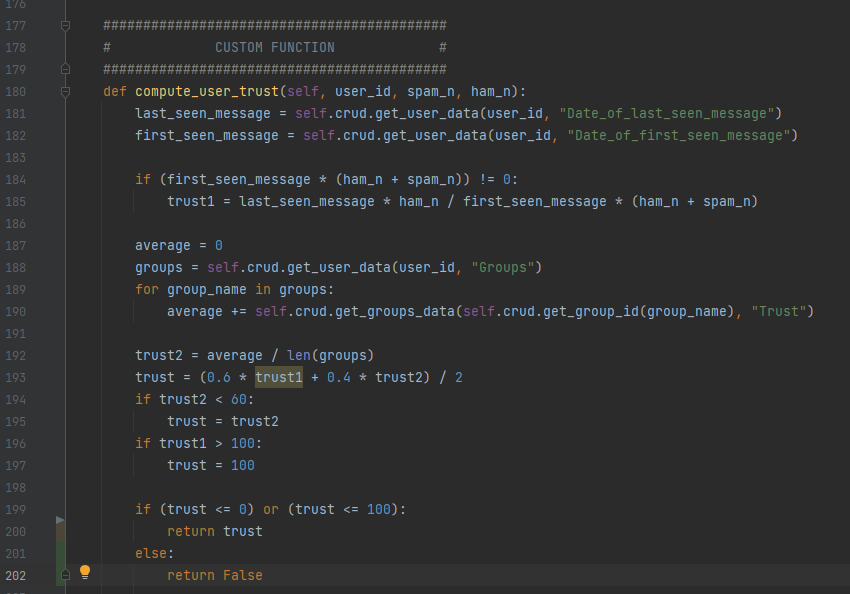 176
177 ###########################################
178 # CUSTOM FUNCTION #
179 ###########################################
180 def compute_user_trust(self, user_id, spam_n, ham_n):
181 last_seen_message = self.crud.get_user_data(user_id, "Date_of_last_seen_message")
182 first_seen_message = self.crud.get_user_data(user_id, "Date_of_first_seen_message")
183
184 if (first_seen_message * (ham_n + spam_n)) != 0:
185 trust1 = last_seen_message * ham_n / first_seen_message * (ham_n + spam_n)
186
187 average = 0
188 groups = self.crud.get_user_data(user_id, "Groups")
189 for group_name in groups:
190 average += self.crud.get_groups_data(self.crud.get_group_id(group_name), "Trust")
191
192 trust2 = average / len(groups)
193 trust = (0.6 * trust1 + 0.4 * trust2) / 2
194 if trust2 < 60:
195 trust = trust2
196 if trust1 > 100:
197 trust = 100
198
199 if (trust <= 0) or (trust <= 100):
200 return trust
201 else:
202 return False